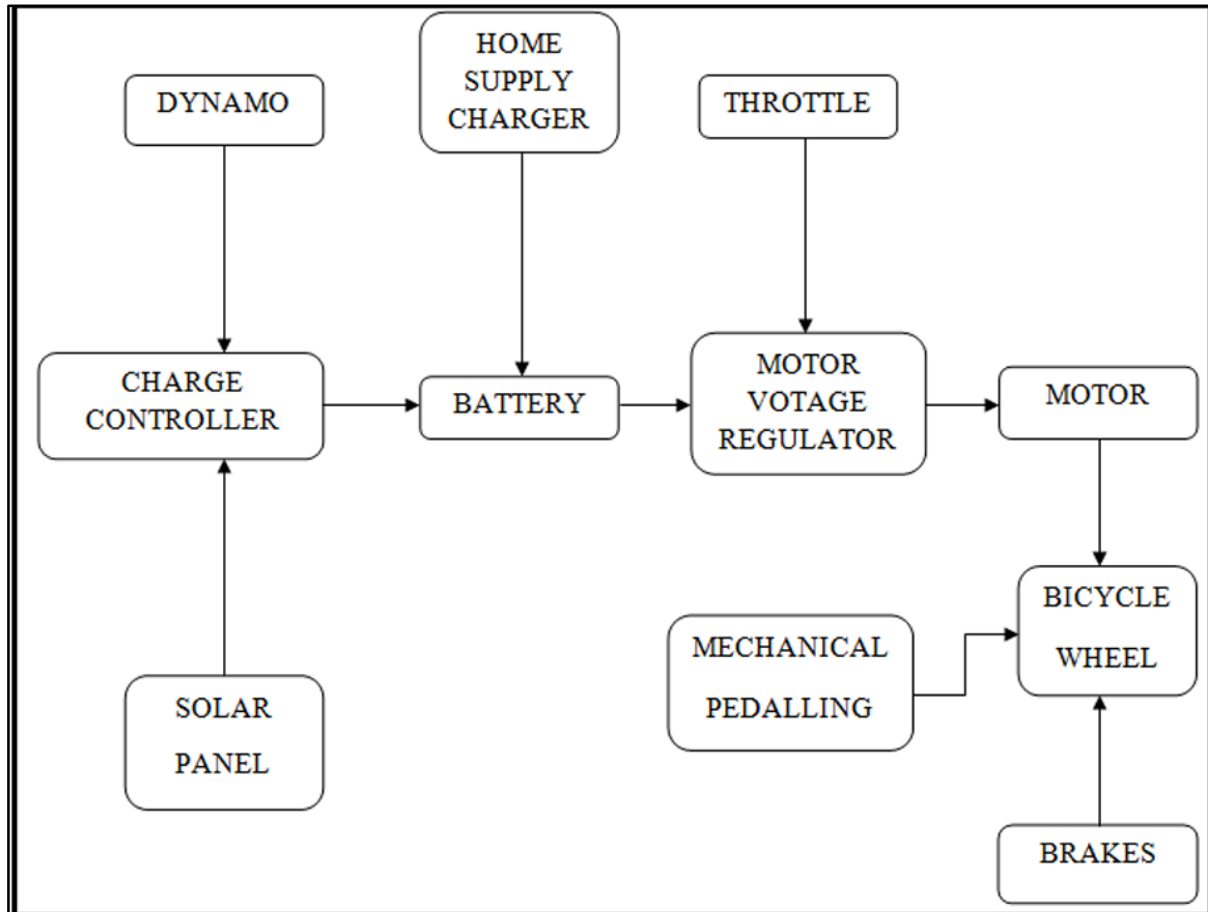 HOME
SUPPLY
CHARGER
DYNAMO
THROTTLE
CHARGE
CONTROLLER
BATTERY
MOTOR
VOTAGE
REGULATOR
MOTOR
BICYCLE
WHEEL
MECHANICAL
PEDALLING
SOLAR
PANEL
BRAKES